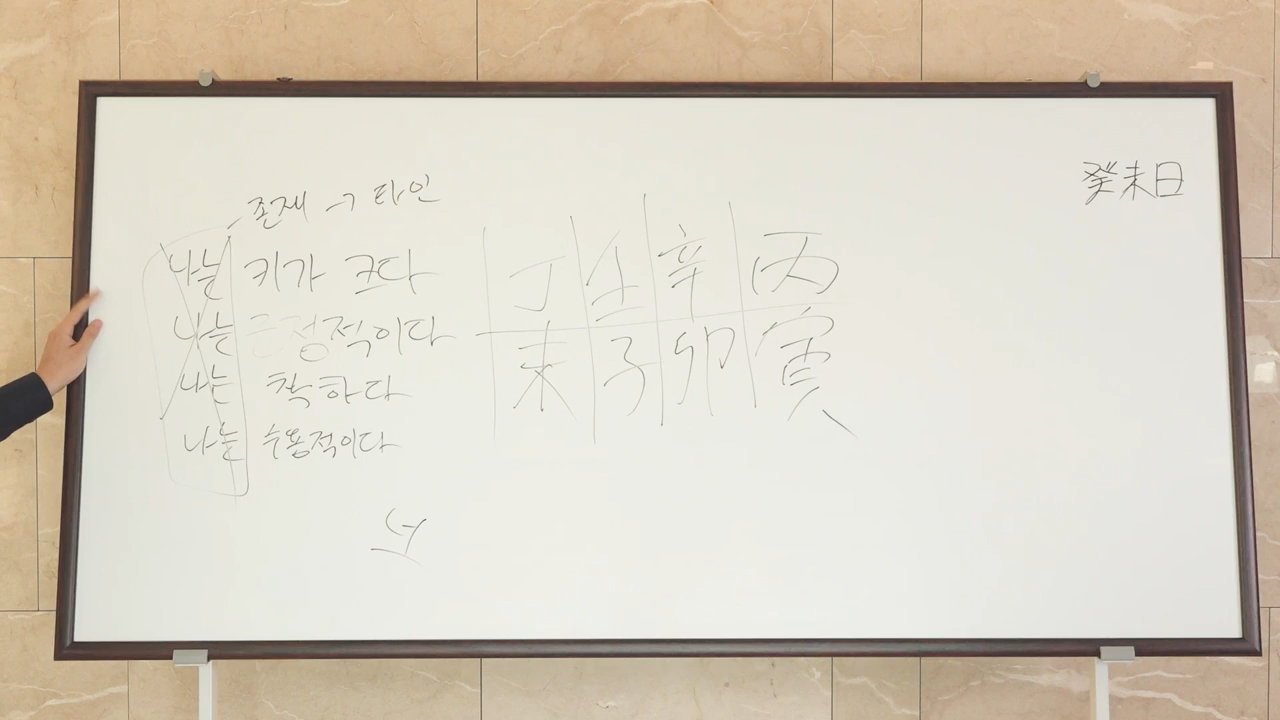 癸未日
존재 → 타인
나는 키가 크다
나는 긍정적이다
나는 착하다
나는 수용적이다
丁 壬 辛 丙
未 子 卯 寅
너